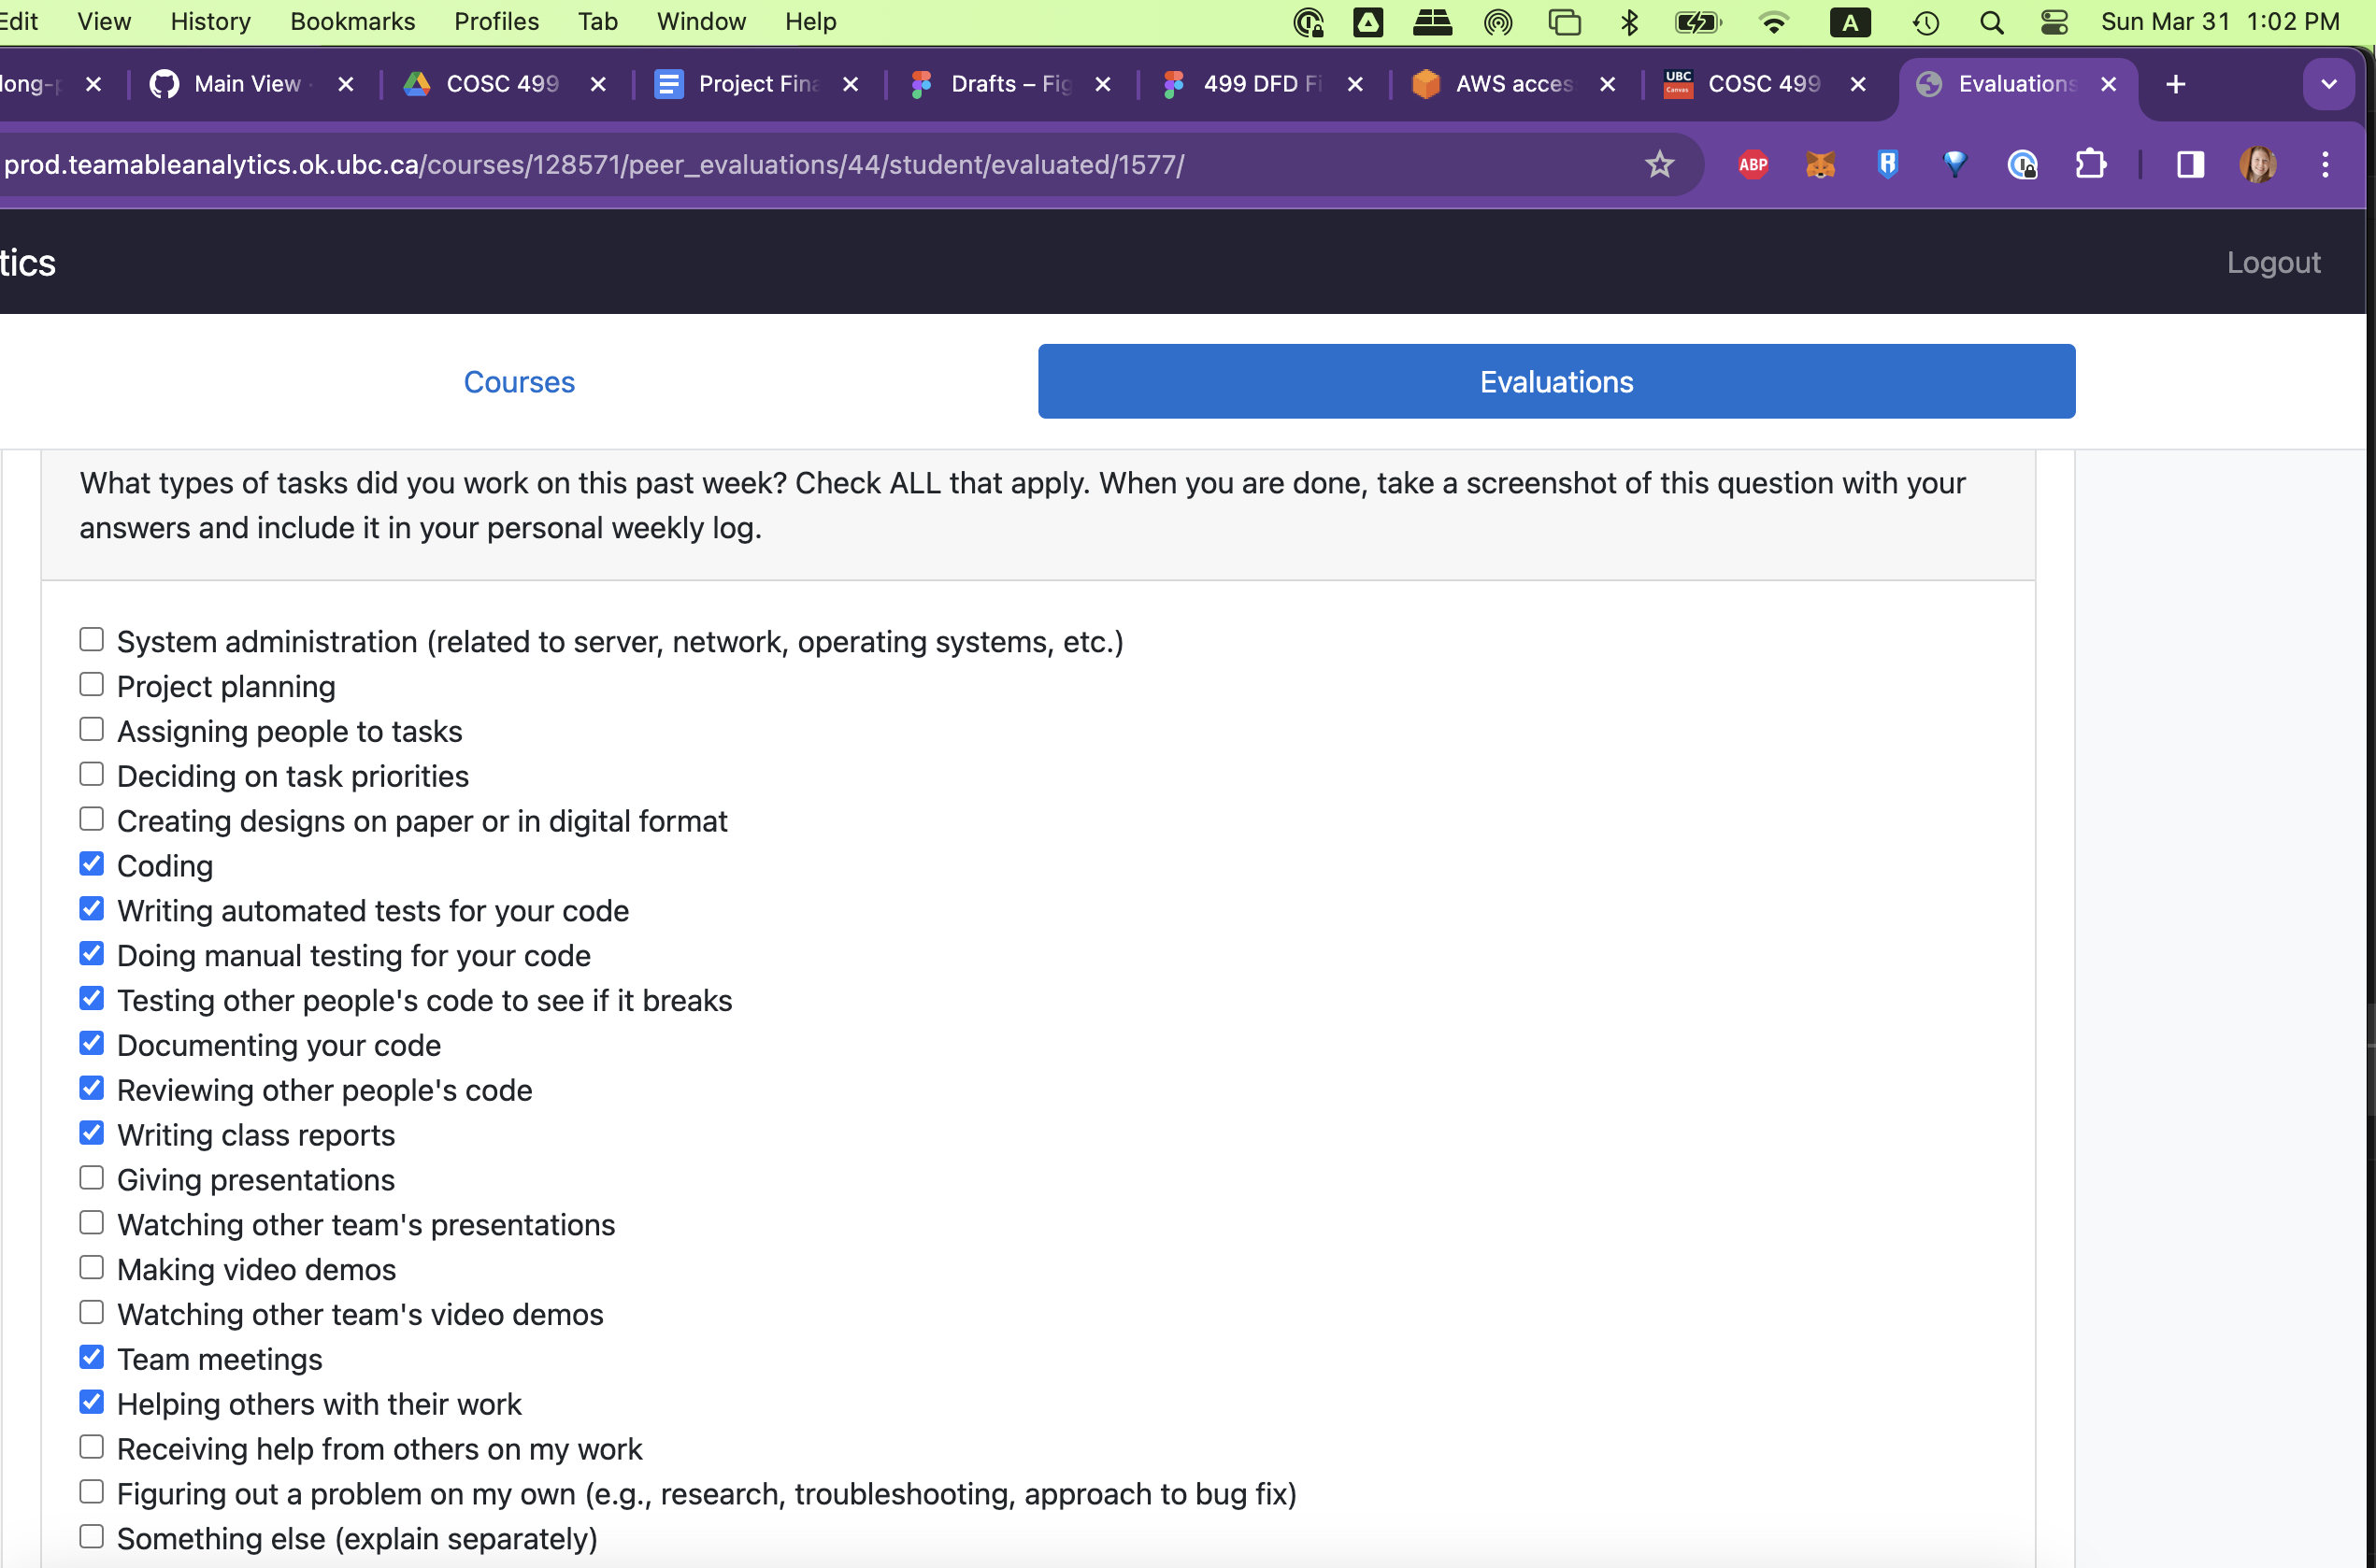 Edit View History Bookmarks Profiles Tab Window Help A Sun Mar 31 1:02 PM
long-p Main View COSC 499 Project Fina Drafts – Fig 499 DFD Fi AWS acces UBC Canvas COSC 499 Evaluations
prod.teamableanalytics.ok.ubc.ca/courses/128571/peer_evaluations/44/student/evaluated/1577/ ABP
tics Logout
Courses Evaluations
What types of tasks did you work on this past week? Check ALL that apply. When you are done, take a screenshot of this question with your
answers and include it in your personal weekly log.
System administration (related to server, network, operating systems, etc.)
Project planning
Assigning people to tasks
Deciding on task priorities
Creating designs on paper or in digital format
Coding
Writing automated tests for your code
Doing manual testing for your code
Testing other people's code to see if it breaks
Documenting your code
Reviewing other people's code
Writing class reports
Giving presentations
Watching other team's presentations
Making video demos
Watching other team's video demos
Team meetings
Helping others with their work
Receiving help from others on my work
Figuring out a problem on my own (e.g., research, troubleshooting, approach to bug fix)
Something else (explain separately)